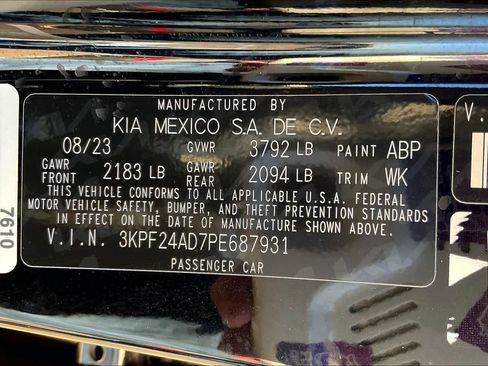 MANUFACTURED BY
KIA MEXICO S.A. DE C.V.
08/23 GVWR 3792 LB PAINT ABP
GAWR FRONT 2183 LB GAWR REAR 2094 LB TRIM WK
THIS VEHICLE CONFORMS TO ALL APPLICABLE U.S.A. FEDERAL
MOTOR VEHICLE SAFETY, BUMPER, AND THEFT PREVENTION STANDARDS
IN EFFECT ON THE DATE OF MANUFACTURE SHOWN ABOVE.
V.I.N. 3KPF24AD7PE687931
PASSENGER CAR
7610
V.